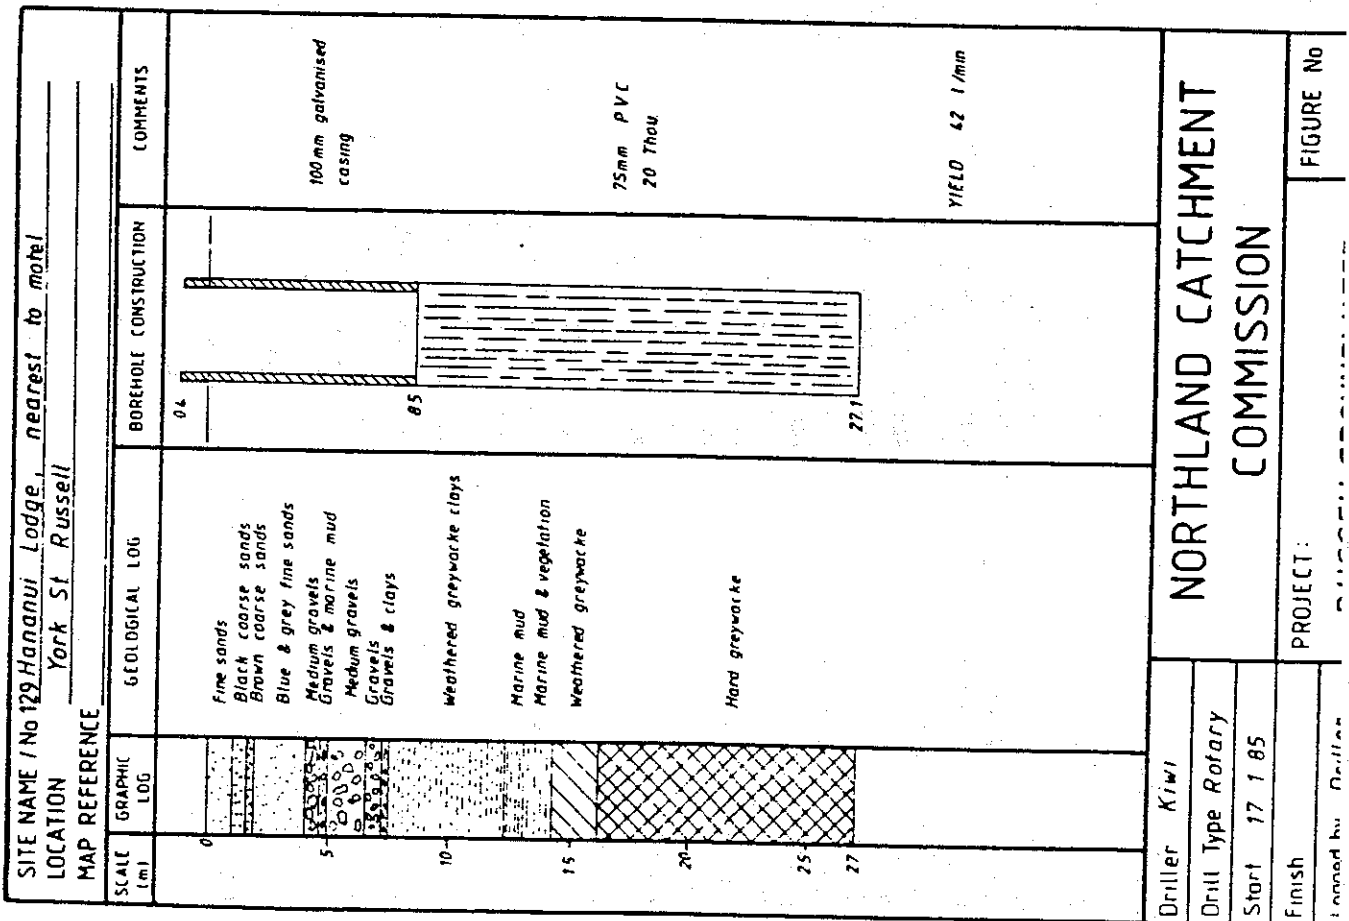 SITE NAME / No 129 Hananui Lodge, nearest to motel
LOCATION York St Russell
MAP REFERENCE
SCALE (m)
GRAPHIC LOG
GEOLOGICAL LOG
BOREHOLE CONSTRUCTION
COMMENTS
0
5
10
15
20
25
27
Fine sands
Black coarse sands
Brown coarse sands
Blue & grey fine sands
Medium gravels
Gravels & marine mud
Medium gravels
Gravels
Gravels & clays
Weathered greywacke clays
Marine mud
Marine mud & vegetation
Weathered greywacke
Hard greywacke
04
85
27.1
100mm galvanised
casing
75mm PVC
20 Thou.
YIELD 42 l/min
Driller Kiwi
Drill Type Rotary
Start 17 1 85
Finish
Logged by
NORTHLAND CATCHMENT
COMMISSION
PROJECT:
FIGURE No